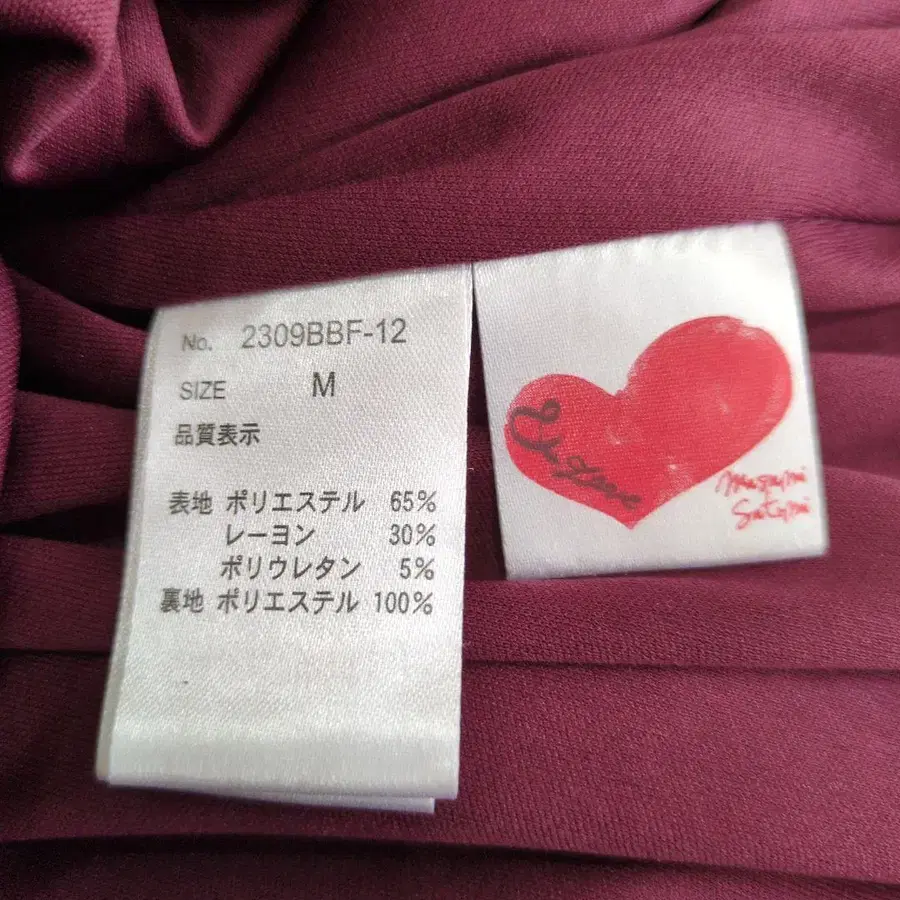 No. 2309BBF-12
SIZE M
品質表示
表地 ポリエステル 65%
レーヨン 30%
ポリウレタン 5%
裏地 ポリエステル 100%
Megumi